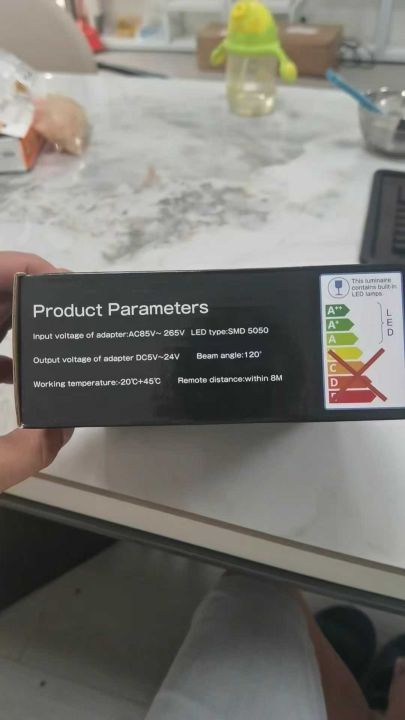 Product Parameters
Input voltage of adapter:AC85V~ 265V LED type:SMD 5050
Output voltage of adapter DC5V~24V Beam angle:120°
Working temperature:-20℃+45℃ Remote distance:within 8M
This luminaire
contains built-in
LED lamps.
A++
A+
A
C
D
L
E
D